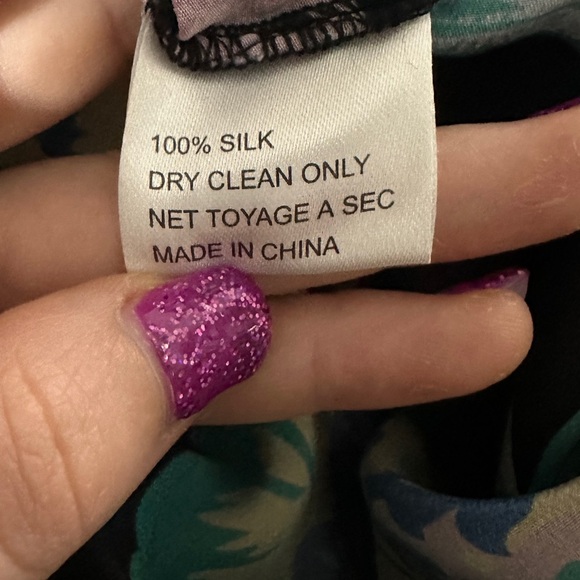 100% SILK
DRY CLEAN ONLY
NET TOYAGE A SEC
MADE IN CHINA